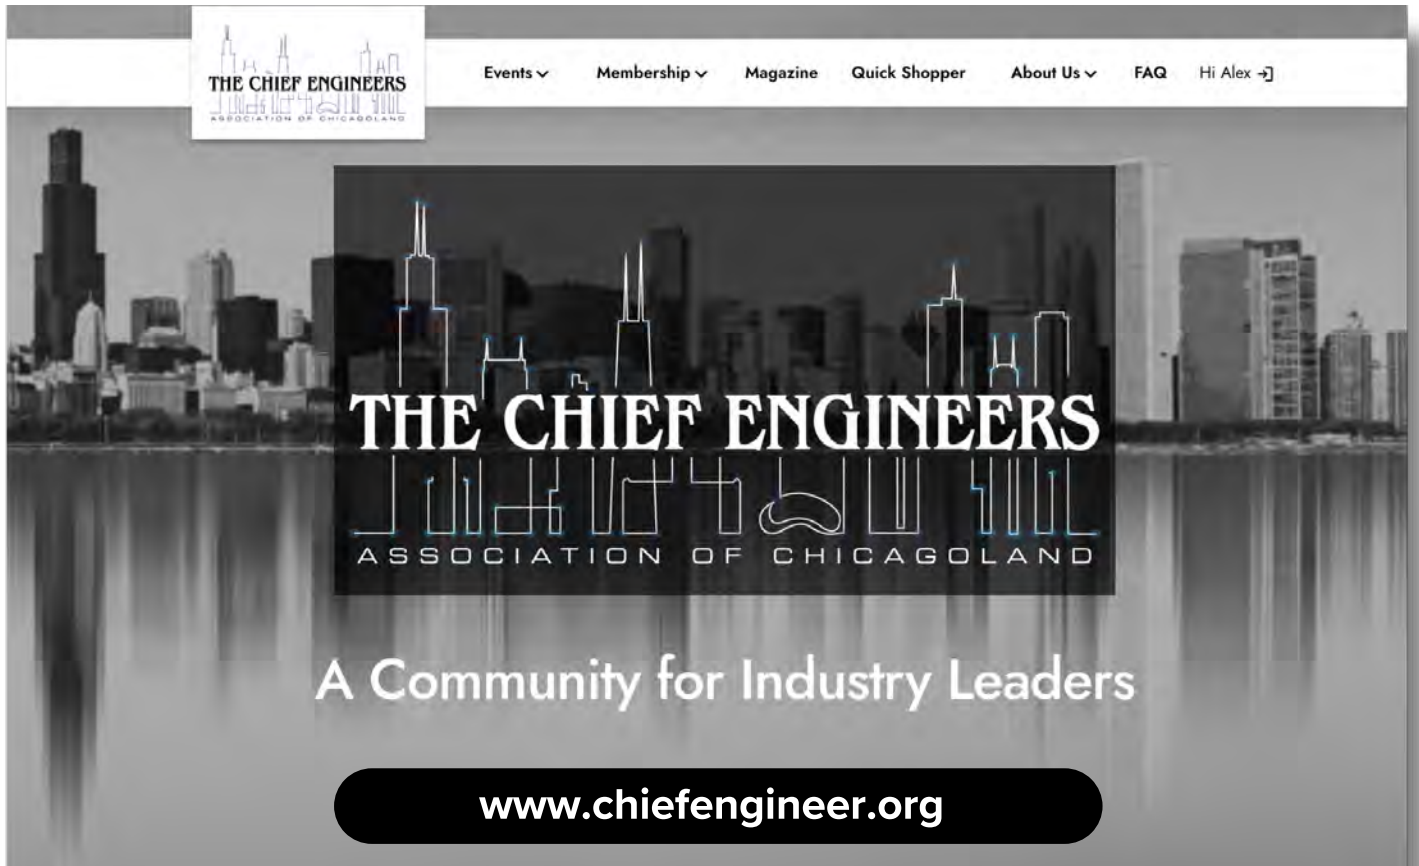 THE CHIEF ENGINEERS
ASSOCIATION OF CHICAGOLAND
Events Membership Magazine Quick Shopper About Us FAQ Hi Alex
THE CHIEF ENGINEERS
ASSOCIATION OF CHICAGOLAND
A Community for Industry Leaders
www.chiefengineer.org